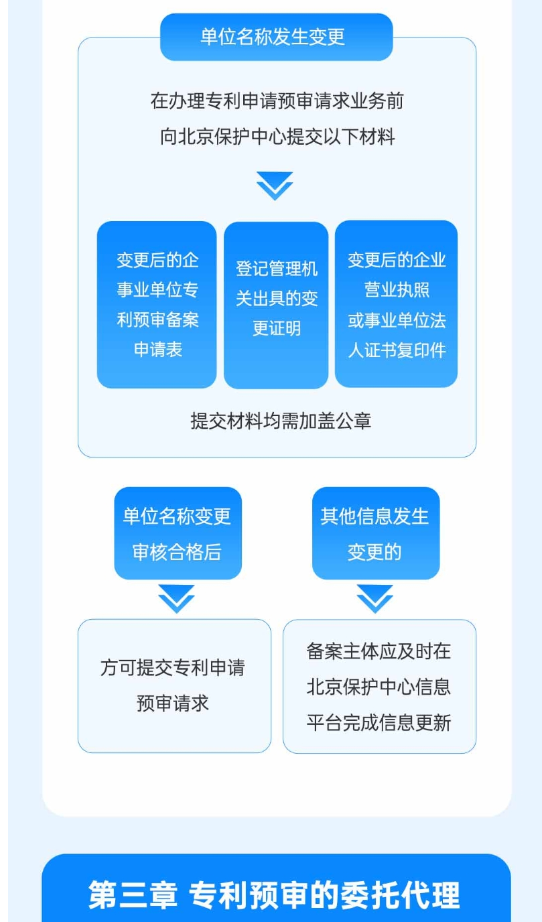 单位名称发生变更
在办理专利申请预审请求业务前
向北京保护中心提交以下材料
变更后的企
事业单位专
利预审备案
申请表
登记管理机
关出具的变
更证明
变更后的企业
营业执照
或事业单位法
人证书复印件
提交材料均需加盖公章
单位名称变更
审核合格后
方可提交专利申请
预审请求
其他信息发生
变更的
备案主体应及时在
北京保护中心信息
平台完成信息更新
第三章 专利预审的委托代理